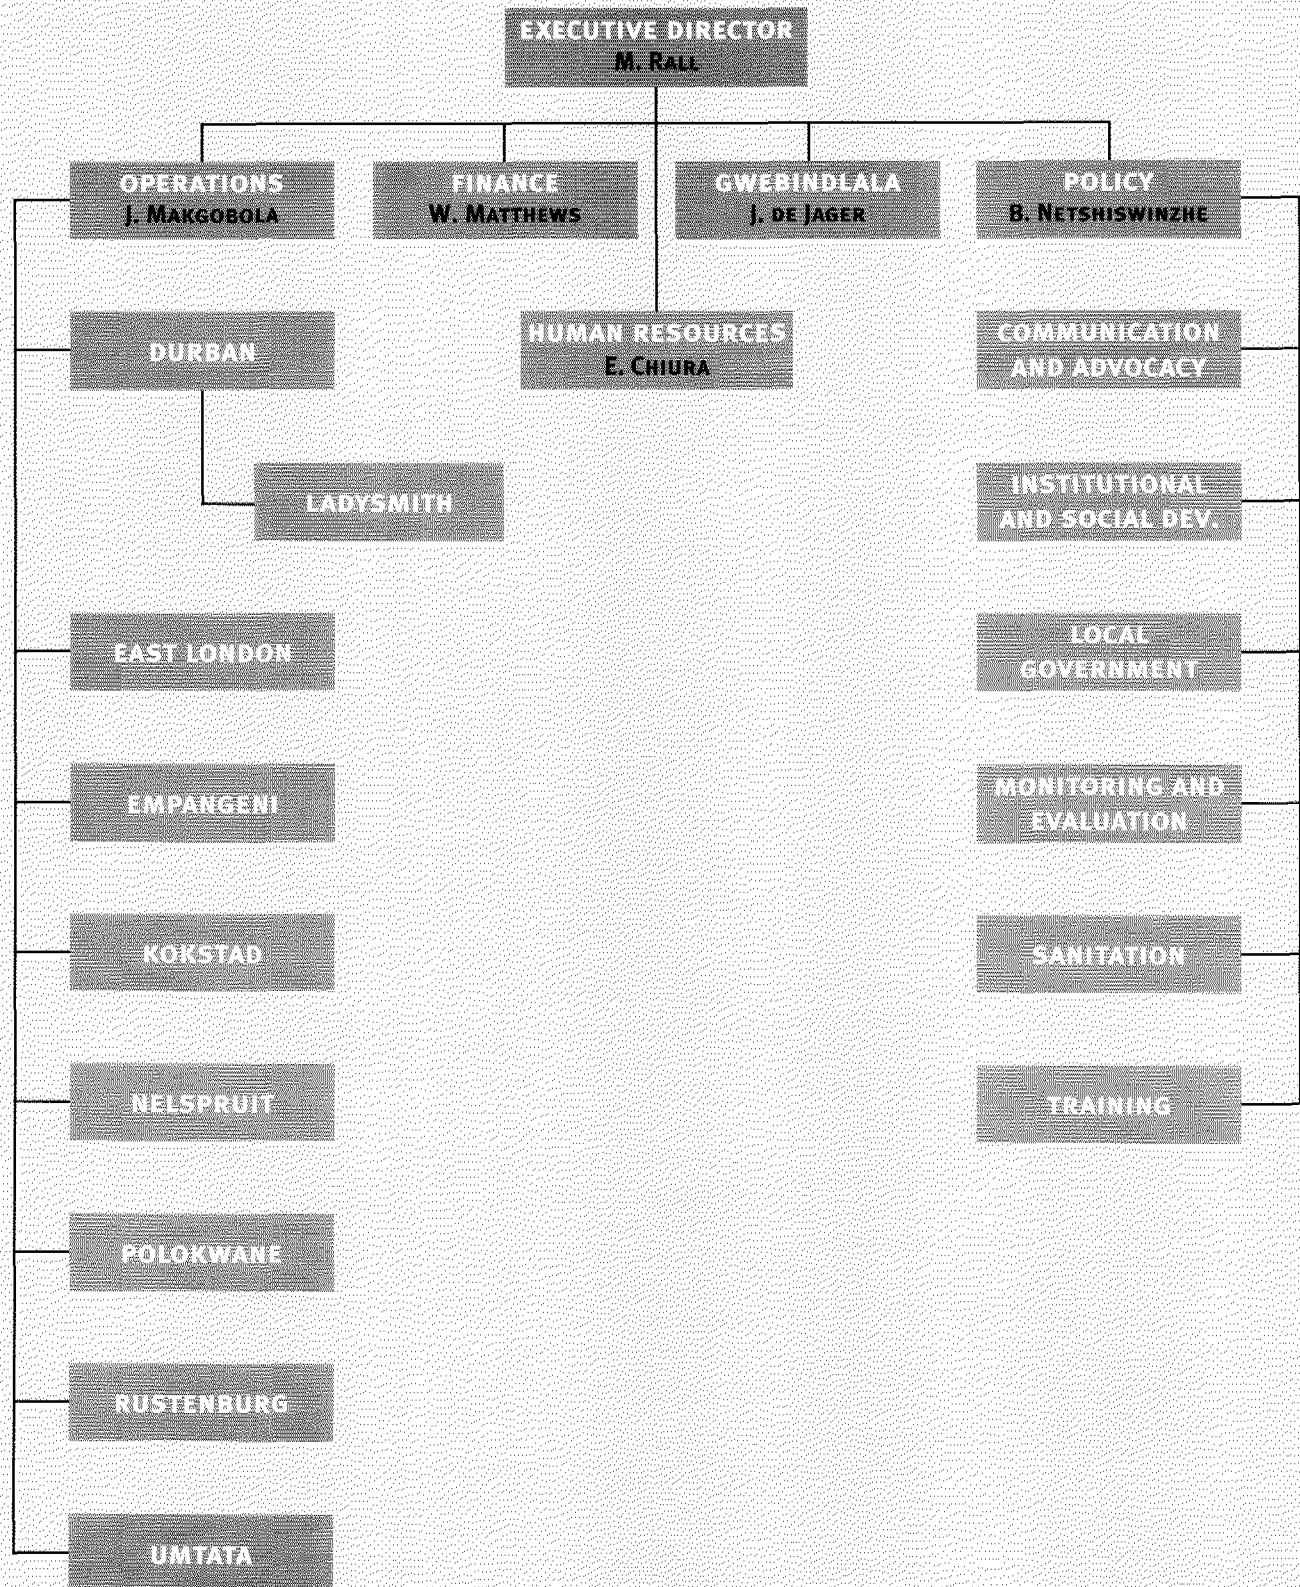 EXECUTIVE DIRECTOR
M. RALL
OPERATIONS
J. MAKGOBOLA
FINANCE
W. MATTHEWS
GWEBINDLALA
J. DE JAGER
POLICY
B. NETSHISWINZHE
DURBAN
HUMAN RESOURCES
E. CHIURA
COMMUNICATION
AND ADVOCACY
LADYSMITH
INSTITUTIONAL
AND SOCIAL DEV.
EAST LONDON
LOCAL
GOVERNMENT
EMPANGENI
MONITORING AND
EVALUATION
KOKSTAD
SANITATION
NELSPRUIT
TRAINING
POLOKWANE
RUSTENBURG
UMTATA